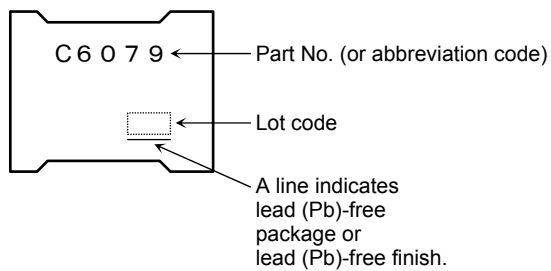 C6079
Part No. (or abbreviation code)
Lot code
A line indicates
lead (Pb)-free
package or
lead (Pb)-free finish.